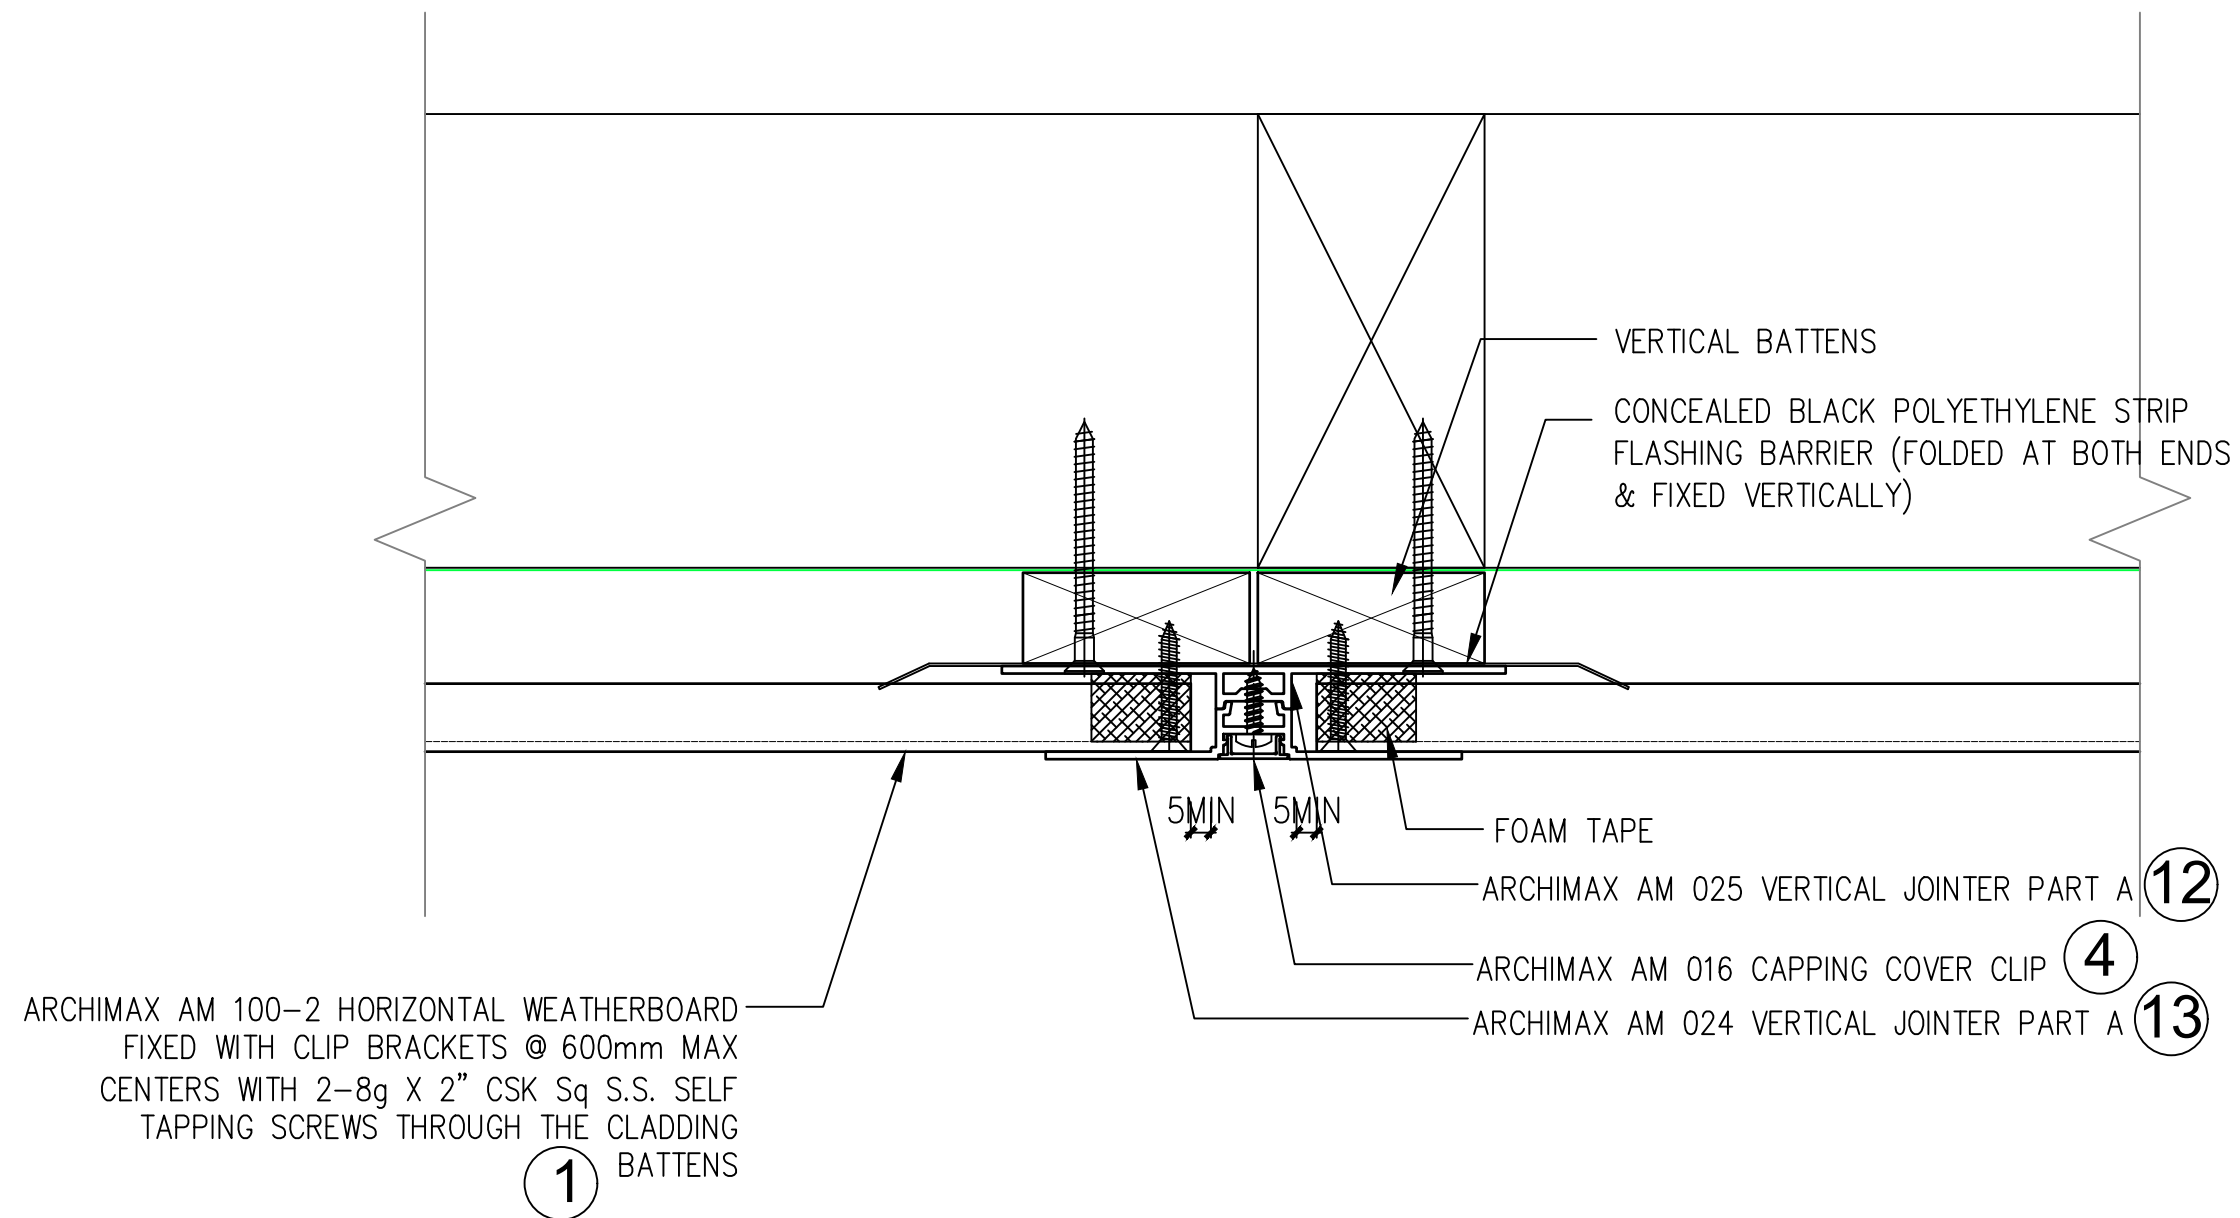 VERTICAL BATTENS
CONCEALED BLACK POLYETHYLENE STRIP
FLASHING BARRIER (FOLDED AT BOTH ENDS
& FIXED VERTICALLY)
5MIN 5MIN
FOAM TAPE
ARCHIMAX AM 025 VERTICAL JOINTER PART A 12
ARCHIMAX AM 016 CAPPING COVER CLIP 4
ARCHIMAX AM 024 VERTICAL JOINTER PART A 13
ARCHIMAX AM 100-2 HORIZONTAL WEATHERBOARD
FIXED WITH CLIP BRACKETS @ 600mm MAX
CENTERS WITH 2-8g X 2" CSK Sq S.S. SELF
TAPPING SCREWS THROUGH THE CLADDING
BATTENS
1